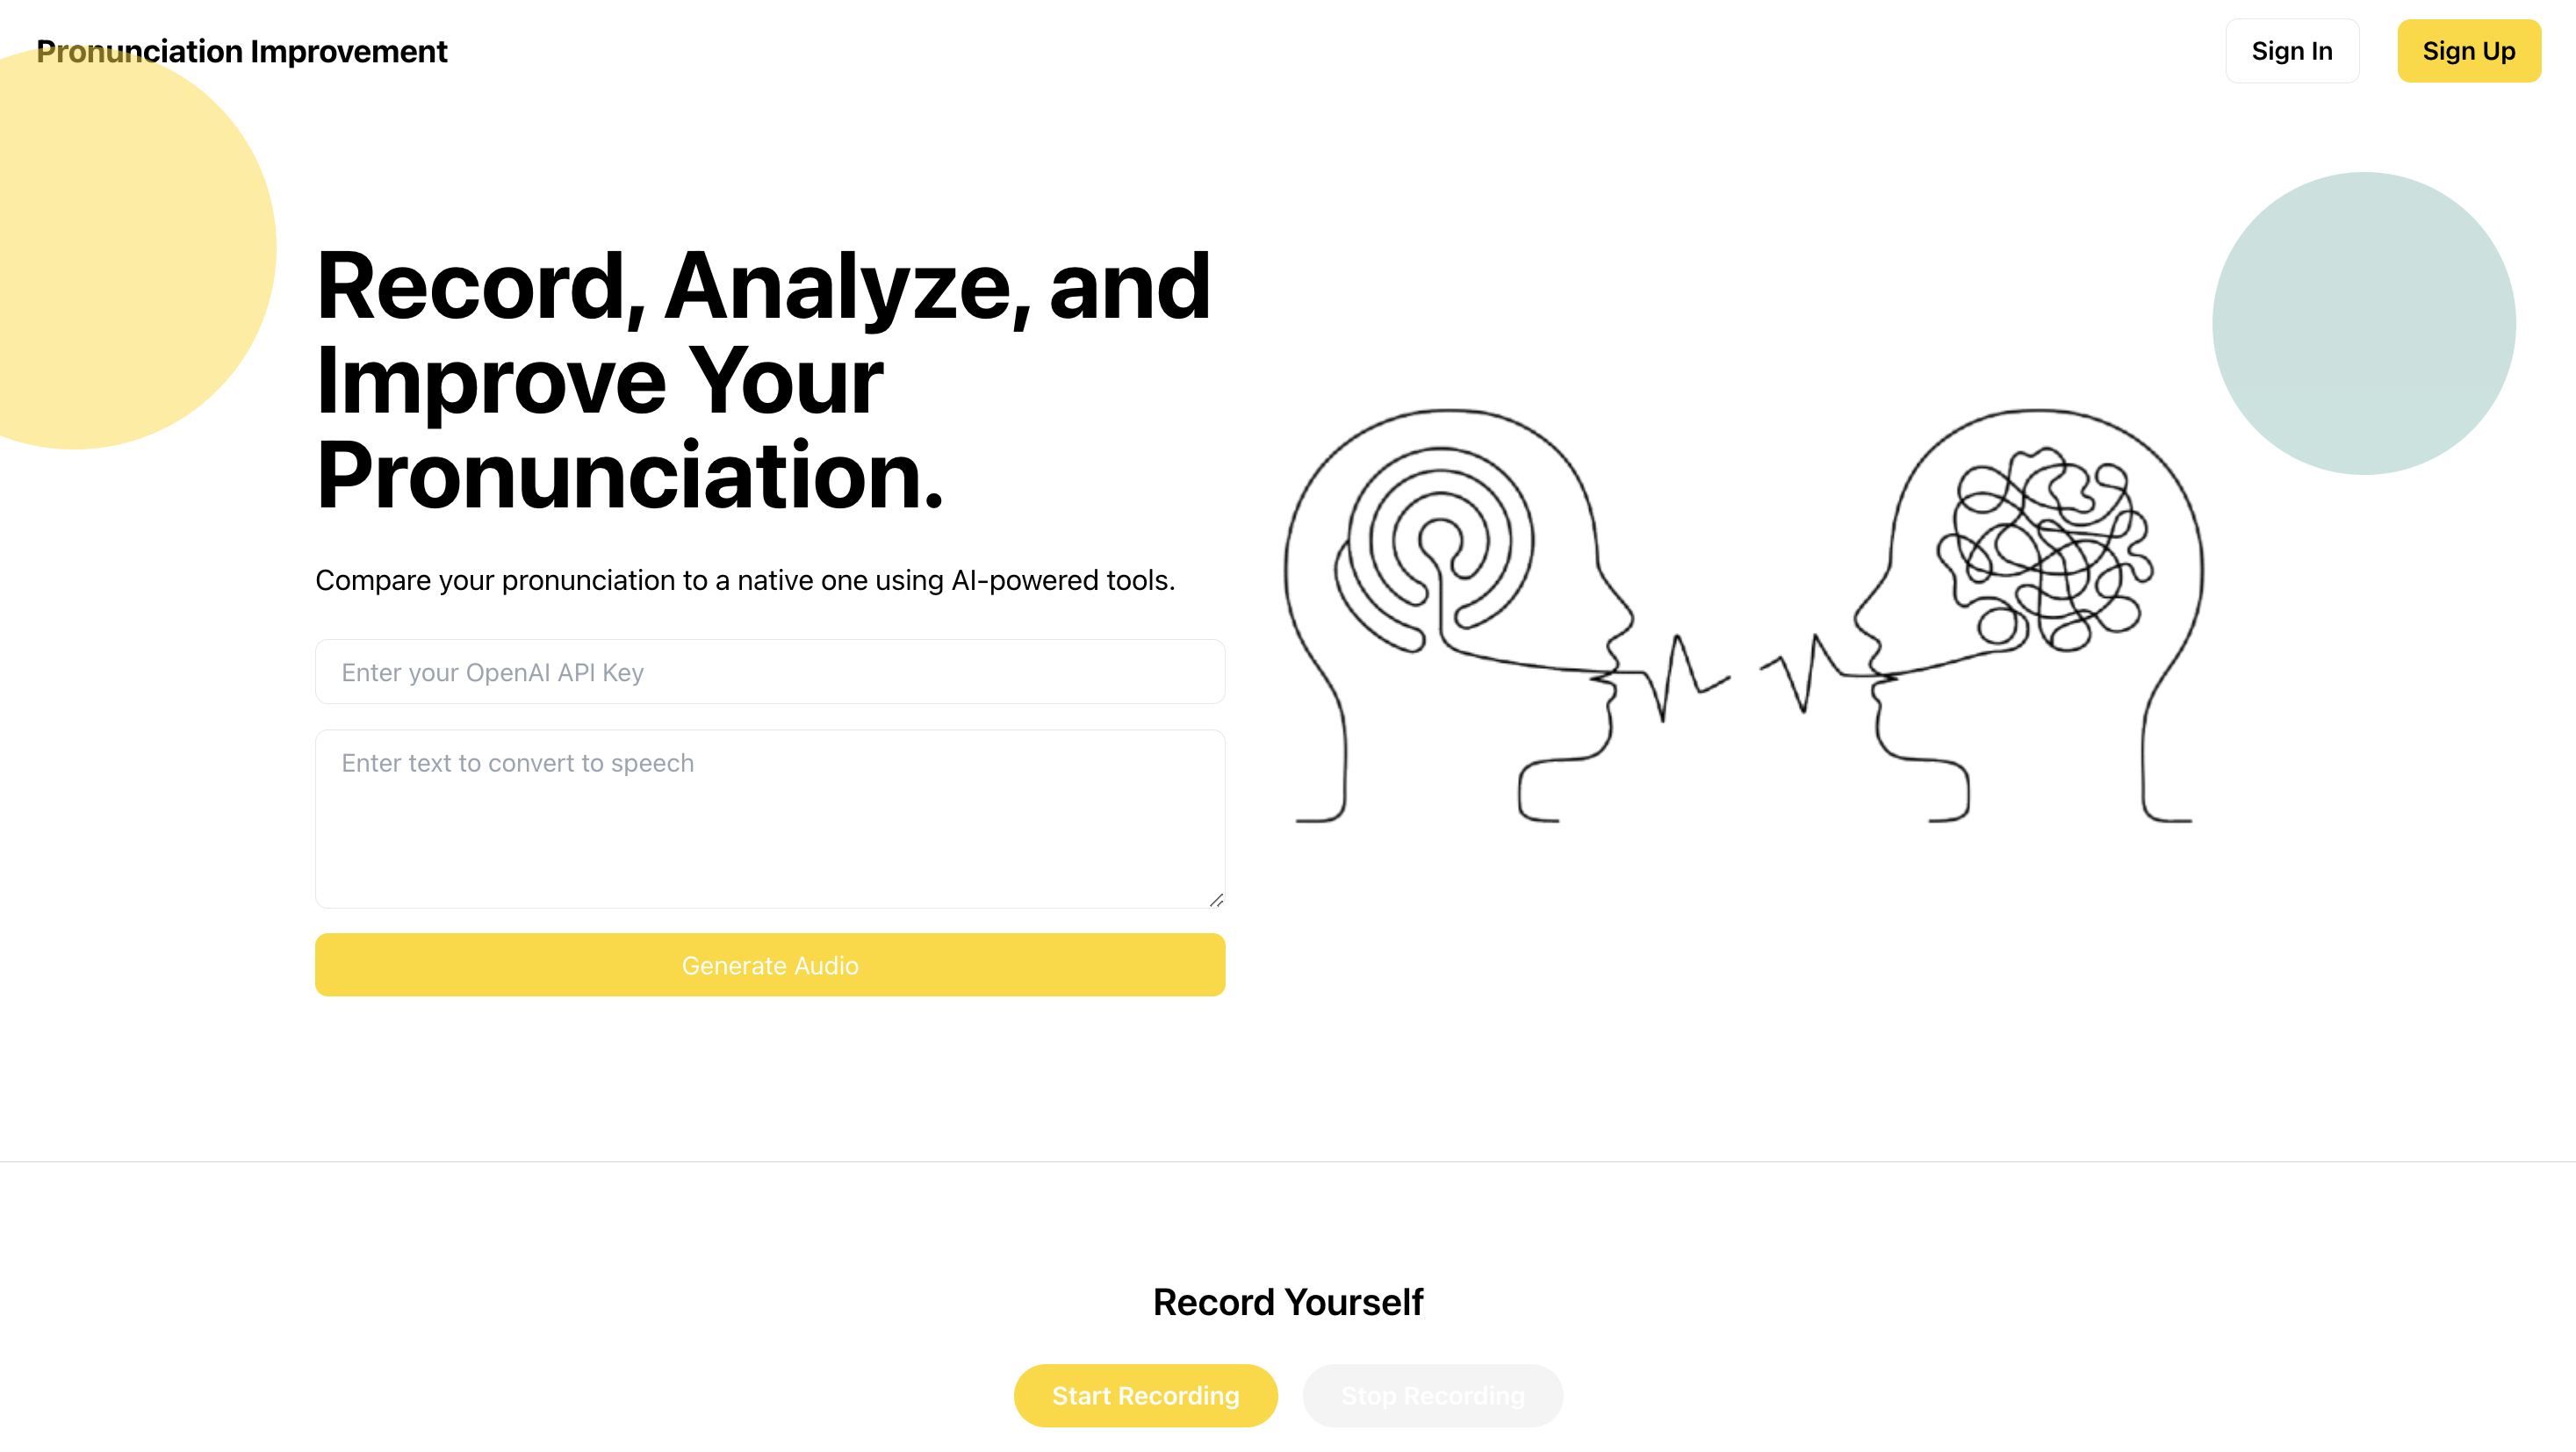 Pronunciation Improvement
Sign In
Sign Up
Record, Analyze, and
Improve Your
Pronunciation.
Compare your pronunciation to a native one using AI-powered tools.
Enter your OpenAI API Key
Enter text to convert to speech
Generate Audio
Record Yourself
Start Recording
Stop Recording